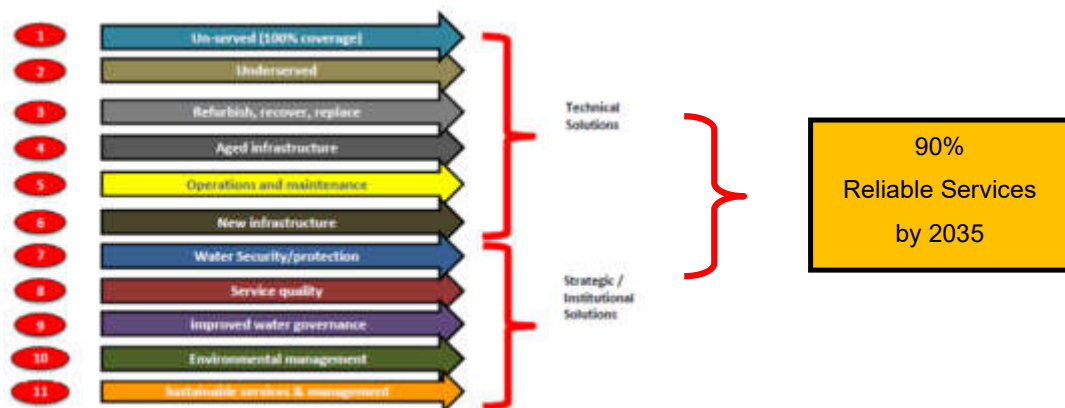 1
Un-served (100% coverage)
2
Underserved
3
Refurbish, recover, replace
4
Aged infrastructure
5
Operations and maintenance
6
New infrastructure
7
Water Security/protection
8
Service quality
9
Improved water governance
10
Environmental management
11
Sustainable services & management
Technical
Solutions
Strategic /
Institutional
Solutions
90%
Reliable Services
by 2035